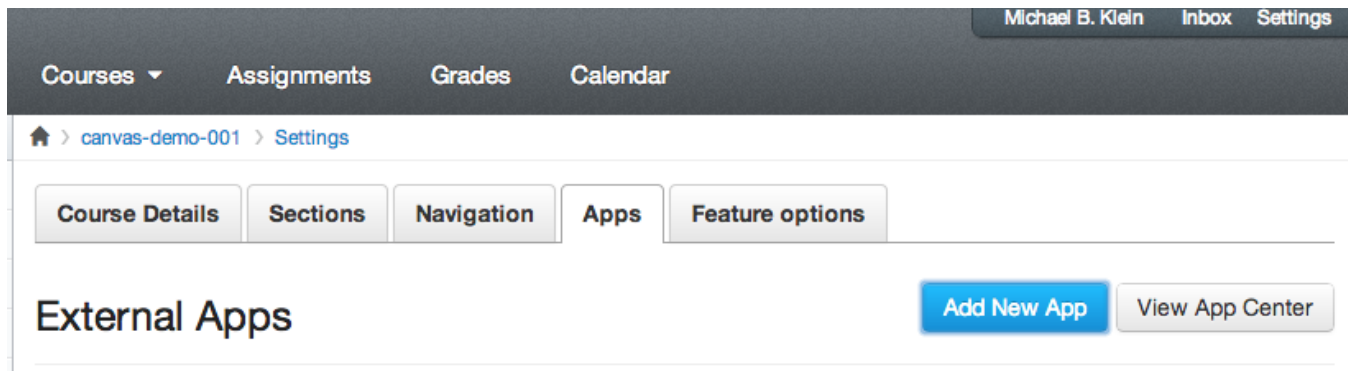 Michael B. Klein Inbox Settings
Courses Assignments Grades Calendar
canvas-demo-001 Settings
Course Details Sections Navigation Apps Feature options
External Apps Add New App View App Center